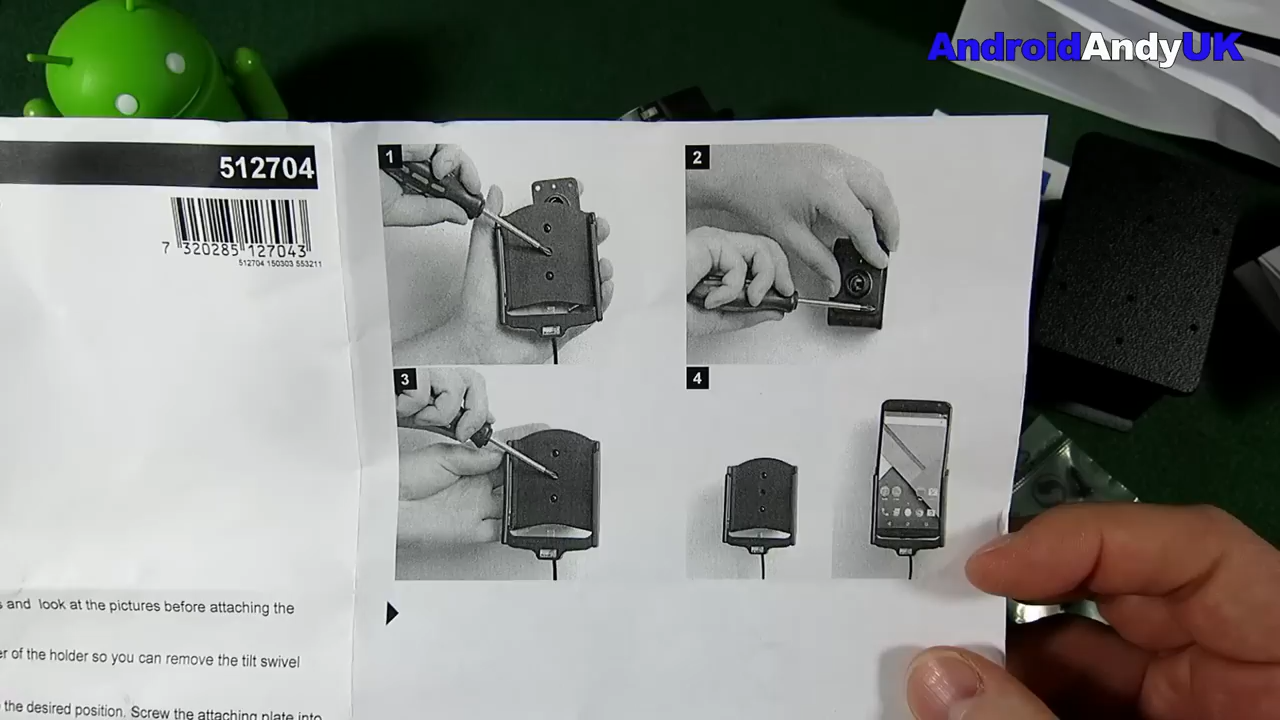 AndroidAndyUK
512704
7 320285 127043
512704 150303 553211
1
2
3
4
and look at the pictures before attaching the
of the holder so you can remove the tilt swivel
the desired position. Screw the attaching plate into